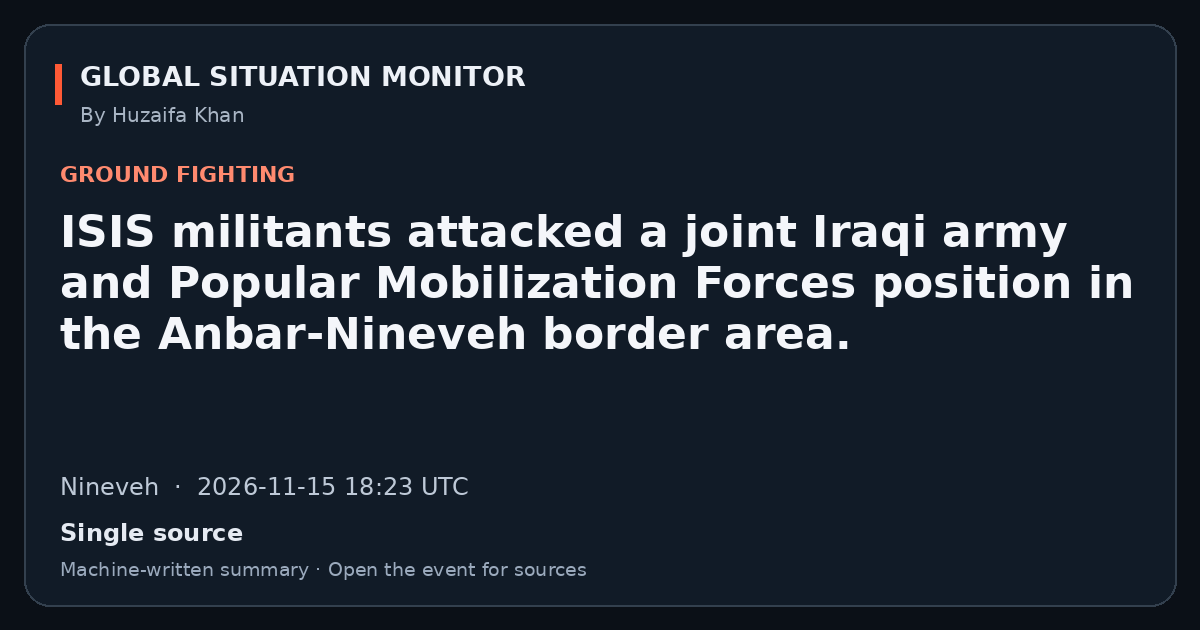 GLOBAL SITUATION MONITOR
By Huzaifa Khan
GROUND FIGHTING
ISIS militants attacked a joint Iraqi army
and Popular Mobilization Forces position in
the Anbar-Nineveh border area.
Nineveh · 2026-11-15 18:23 UTC
Single source
Machine-written summary · Open the event for sources